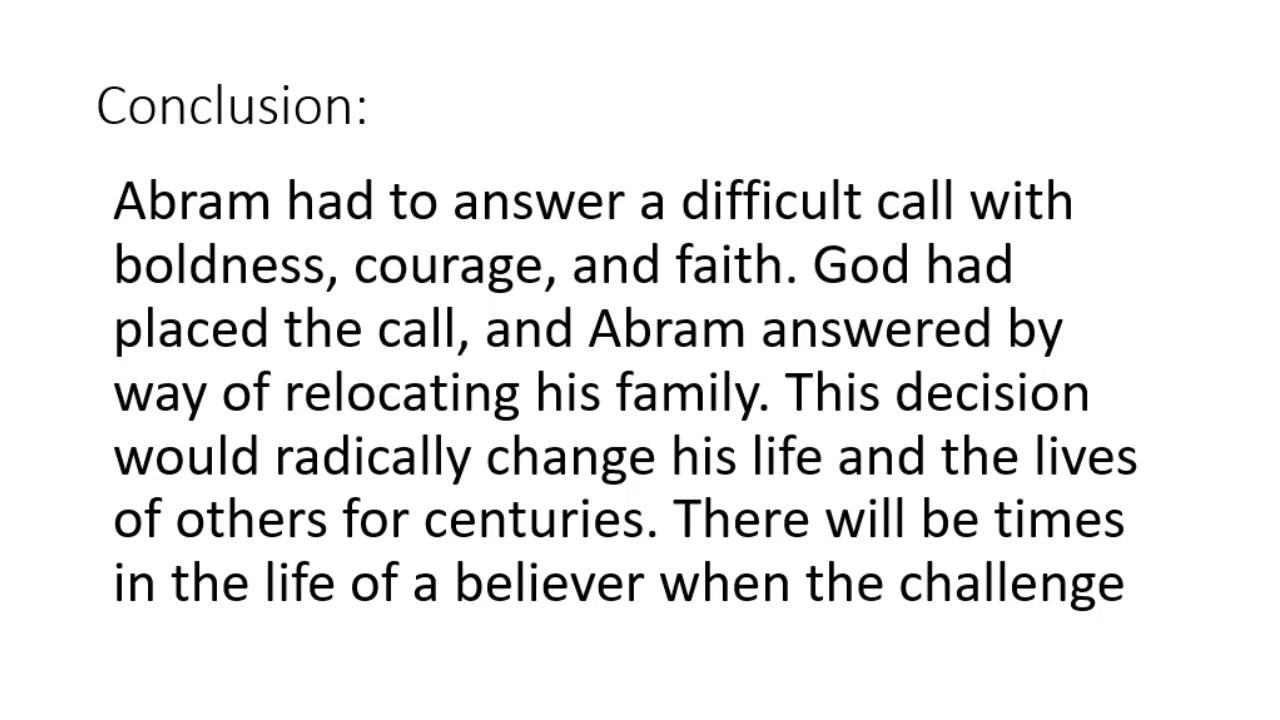 Conclusion:
Abram had to answer a difficult call with
boldness, courage, and faith. God had
placed the call, and Abram answered by
way of relocating his family. This decision
would radically change his life and the lives
of others for centuries. There will be times
in the life of a believer when the challenge